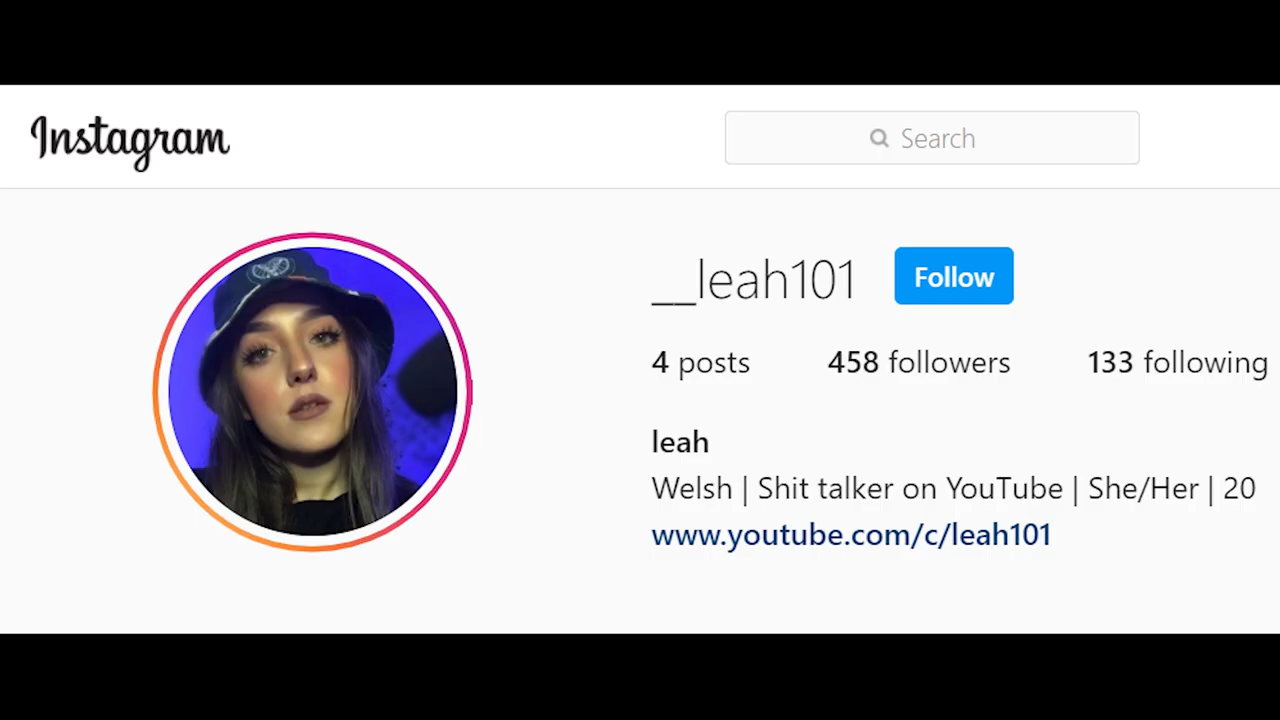 Instagram
Search
__leah101 Follow
4 posts 458 followers 133 following
leah
Welsh | Shit talker on YouTube | She/Her | 20
www.youtube.com/c/leah101